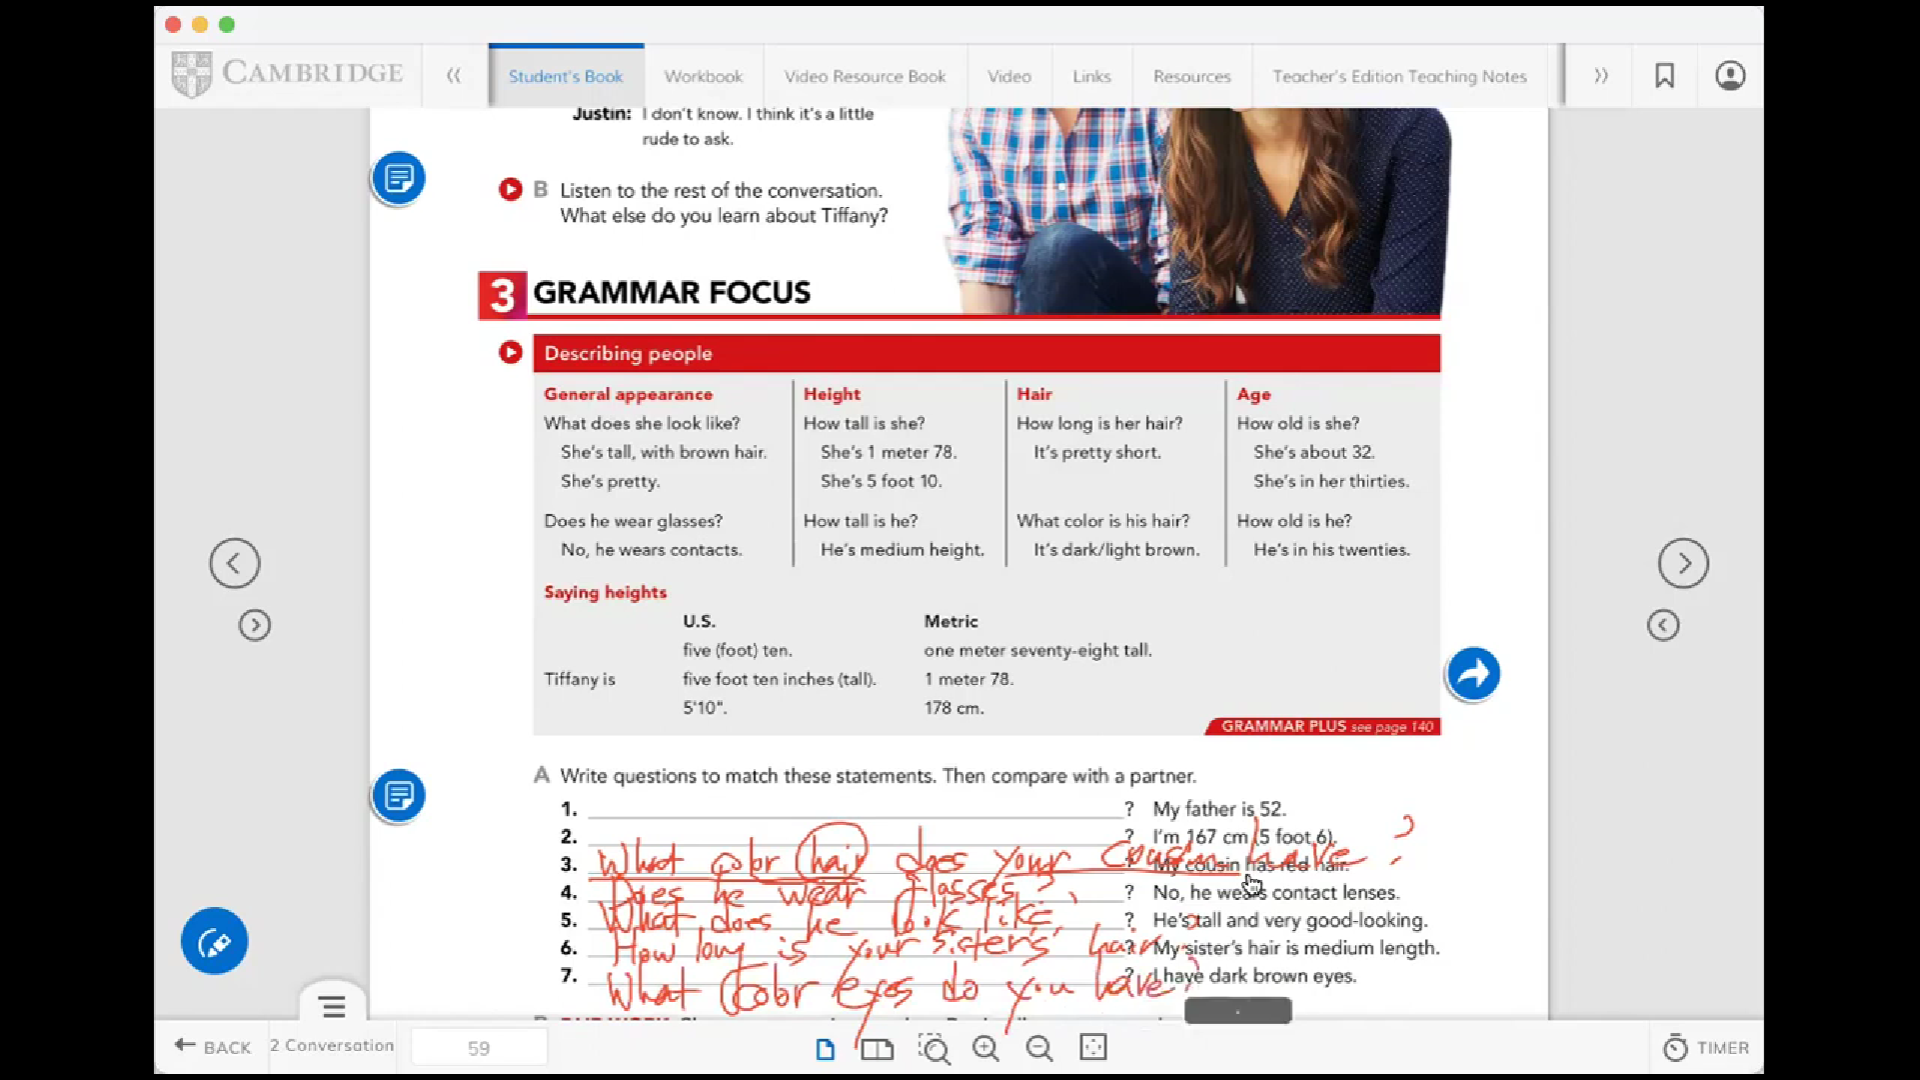 CAMBRIDGE
Student's Book
Workbook
Video Resource Book
Video
Links
Resources
Teacher's Edition Teaching Notes
Justin: I don't know. I think it's a little
rude to ask.
B Listen to the rest of the conversation.
What else do you learn about Tiffany?
3 GRAMMAR FOCUS
Describing people
General appearance
What does she look like?
She's tall, with brown hair.
She's pretty.
Does he wear glasses?
No, he wears contacts.
Height
How tall is she?
She's 1 meter 78.
She's 5 foot 10.
How tall is he?
He's medium height.
Hair
How long is her hair?
It's pretty short.
What color is his hair?
It's dark/light brown.
Age
How old is she?
She's about 32.
She's in her thirties.
How old is he?
He's in his twenties.
Saying heights
U.S. Metric
five (foot) ten. one meter seventy-eight tall.
Tiffany is five foot ten inches (tall). 1 meter 78.
5'10". 178 cm.
GRAMMAR PLUS see page 140
A Write questions to match these statements. Then compare with a partner.
1. ? My father is 52.
2. ? I'm 167 cm (5 foot 6).
3. What color hair does your cousin have ? ? My cousin has red hair.
4. Does he wear glasses ? No, he wears contact lenses.
5. What does he look like ? He's tall and very good-looking.
6. How long is your sister's hair ? ? My sister's hair is medium length.
7. What color eyes do you have ? ? I have dark brown eyes.
BACK
2 Conversation
59
TIMER